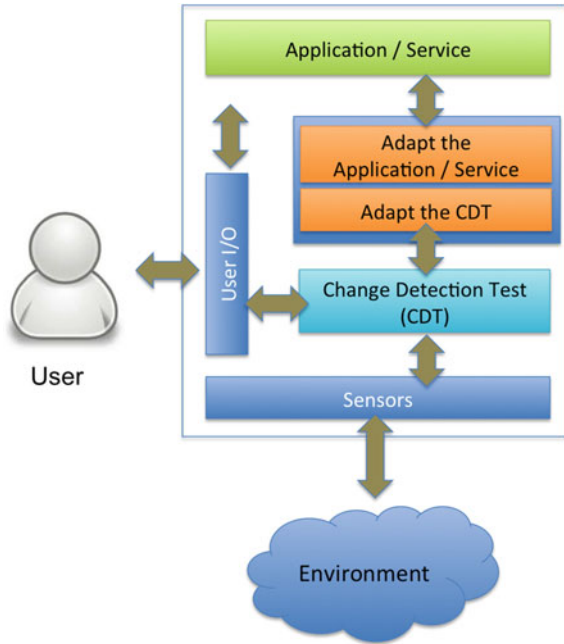 Application / Service
Adapt the
Application / Service
Adapt the CDT
User I/O
Change Detection Test
(CDT)
User
Sensors
Environment